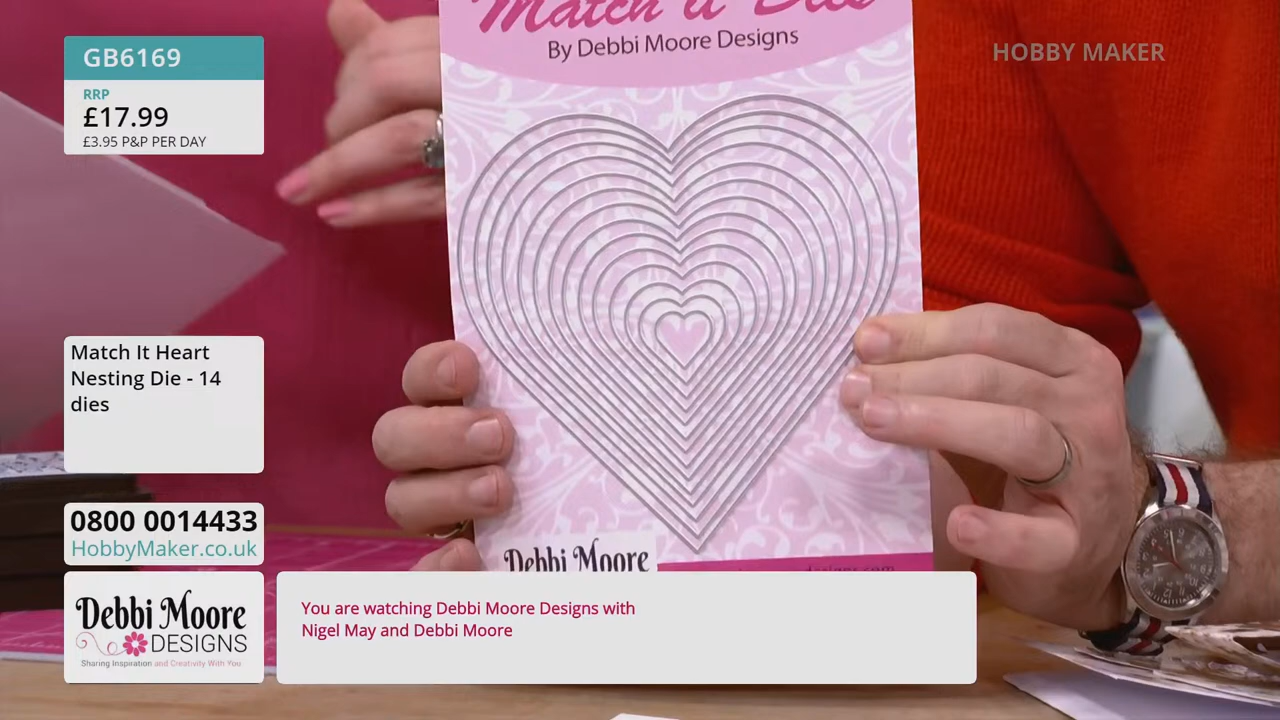 GB6169
RRP
£17.99
£3.95 P&P PER DAY
HOBBY MAKER
Match It Dies
By Debbi Moore Designs
Match It Heart
Nesting Die - 14
dies
0800 0014433
HobbyMaker.co.uk
Debbi Moore
Debbi Moore
DESIGNS
Sharing Inspiration and Creativity With You
You are watching Debbi Moore Designs with
Nigel May and Debbi Moore